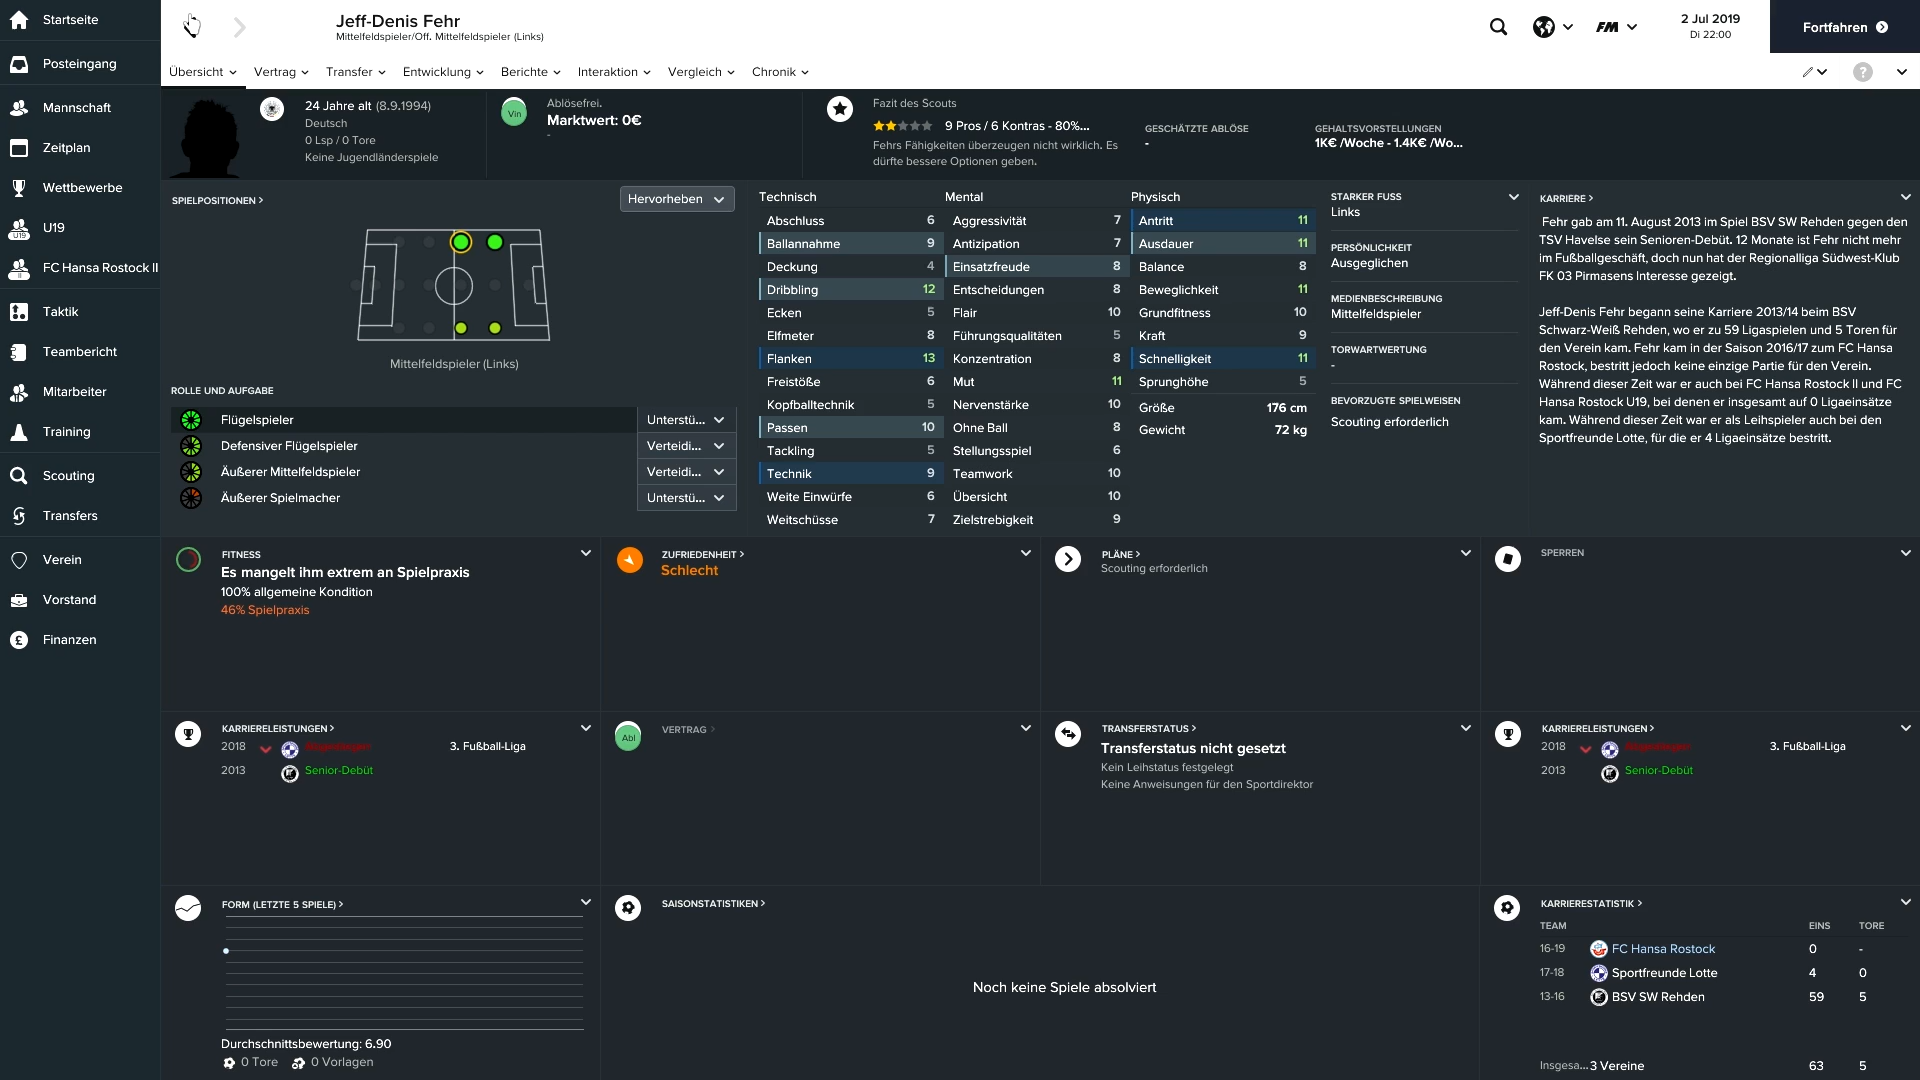 Startseite
Posteingang
Mannschaft
Zeitplan
Wettbewerbe
U19
FC Hansa Rostock II
Taktik
Teambericht
Mitarbeiter
Training
Scouting
Transfers
Verein
Vorstand
Finanzen
Jeff-Denis Fehr
Mittelfeldspieler/Off. Mittelfeldspieler (Links)
FM
2 Jul 2019
Di 22:00
Fortfahren
Übersicht Vertrag Transfer Entwicklung Berichte Interaktion Vergleich Chronik
?
24 Jahre alt (8.9.1994)
Deutsch
0 Lsp / 0 Tore
Keine Jugendländerspiele
Vin
Ablösefrei.
Marktwert: 0€
-
Fazit des Scouts
9 Pros / 6 Kontras - 80%...
Fehrs Fähigkeiten überzeugen nicht wirklich. Es
dürfte bessere Optionen geben.
GESCHÄTZTE ABLÖSE
-
GEHALTSVORSTELLUNGEN
1K€ /Woche - 1.4K€ /Wo...
SPIELPOSITIONEN >
Hervorheben
Mittelfeldspieler (Links)
ROLLE UND AUFGABE
Flügelspieler Unterstü...
Defensiver Flügelspieler Verteidi...
Äußerer Mittelfeldspieler Verteidi...
Äußerer Spielmacher Unterstü...
Technisch
Abschluss 6
Ballannahme 9
Deckung 4
Dribbling 12
Ecken 5
Elfmeter 8
Flanken 13
Freistöße 6
Kopfballtechnik 5
Passen 10
Tackling 5
Technik 9
Weite Einwürfe 6
Weitschüsse 7
Mental
Aggressivität 7
Antizipation 7
Einsatzfreude 8
Entscheidungen 8
Flair 10
Führungsqualitäten 5
Konzentration 8
Mut 11
Nervenstärke 10
Ohne Ball 8
Stellungsspiel 6
Teamwork 10
Übersicht 10
Zielstrebigkeit 9
Physisch
Antritt 11
Ausdauer 11
Balance 8
Beweglichkeit 11
Grundfitness 10
Kraft 9
Schnelligkeit 11
Sprunghöhe 5
Größe 176 cm
Gewicht 72 kg
STARKER FUSS
Links
PERSÖNLICHKEIT
Ausgeglichen
MEDIENBESCHREIBUNG
Mittelfeldspieler
TORWARTWERTUNG
-
BEVORZUGTE SPIELWEISEN
Scouting erforderlich
KARRIERE >
Fehr gab am 11. August 2013 im Spiel BSV SW Rehden gegen den
TSV Havelse sein Senioren-Debüt. 12 Monate ist Fehr nicht mehr
im Fußballgeschäft, doch nun hat der Regionalliga Südwest-Klub
FK 03 Pirmasens Interesse gezeigt.
Jeff-Denis Fehr begann seine Karriere 2013/14 beim BSV
Schwarz-Weiß Rehden, wo er zu 59 Ligaspielen und 5 Toren für
den Verein kam. Fehr kam in der Saison 2016/17 zum FC Hansa
Rostock, bestritt jedoch keine einzige Partie für den Verein.
Während dieser Zeit war er auch bei FC Hansa Rostock II und FC
Hansa Rostock U19, bei denen er insgesamt auf 0 Ligaeinsätze
kam. Während dieser Zeit war er als Leihspieler auch bei den
Sportfreunde Lotte, für die er 4 Ligaeinsätze bestritt.
FITNESS
Es mangelt ihm extrem an Spielpraxis
100% allgemeine Kondition
46% Spielpraxis
ZUFRIEDENHEIT >
Schlecht
PLÄNE >
Scouting erforderlich
SPERREN
KARRIERELEISTUNGEN >
2018 3. Fußball-Liga
2013 Senior-Debüt
Abl
VERTRAG >
TRANSFERSTATUS >
Transferstatus nicht gesetzt
Kein Leihstatus festgelegt
Keine Anweisungen für den Sportdirektor
KARRIERELEISTUNGEN >
2018 3. Fußball-Liga
2013 Senior-Debüt
FORM (LETZTE 5 SPIELE) >
Durchschnittsbewertung: 6.90
0 Tore 0 Vorlagen
SAISONSTATISTIKEN >
Noch keine Spiele absolviert
KARRIERESTATISTIK >
TEAM EINS TORE
16-19 FC Hansa Rostock 0 -
17-18 Sportfreunde Lotte 4 0
13-16 BSV SW Rehden 59 5
Insgesa... 3 Vereine 63 5